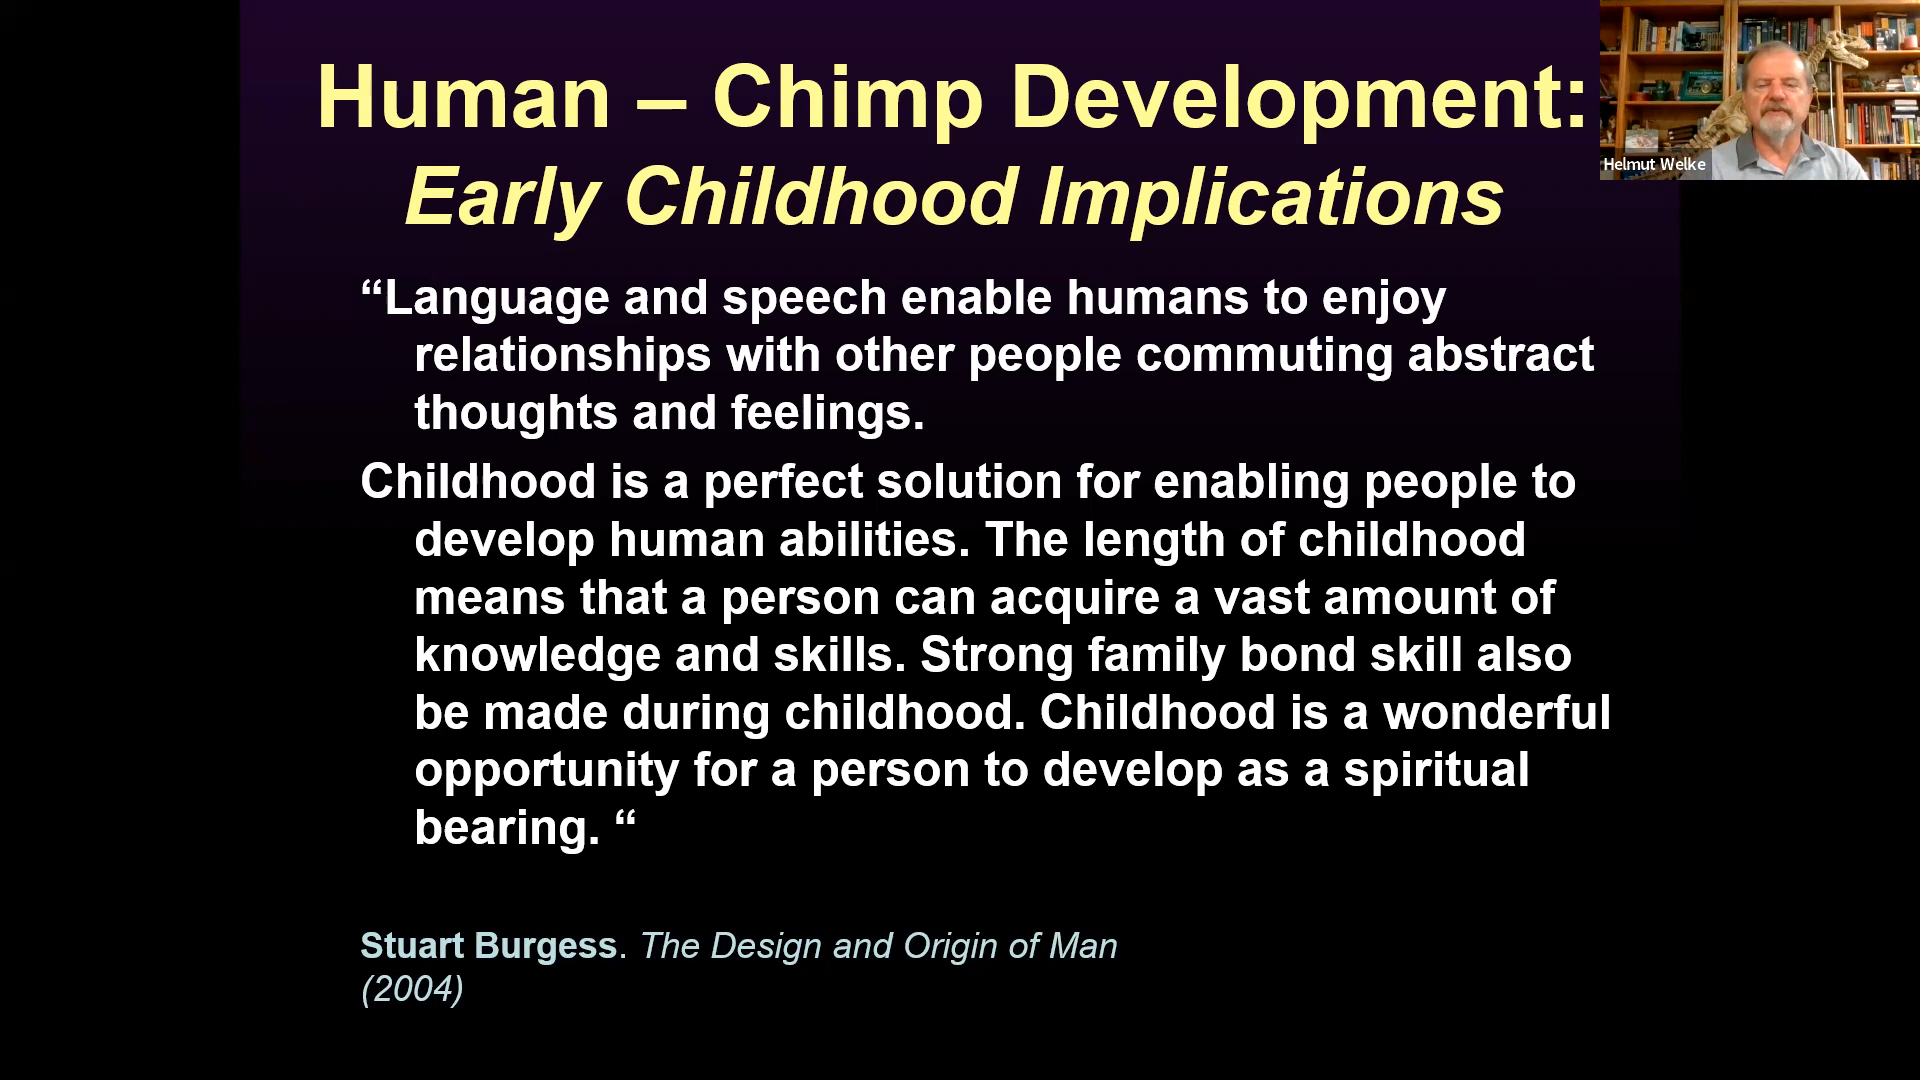 Human – Chimp Development:
Early Childhood Implications
Helmut Welke
“Language and speech enable humans to enjoy
relationships with other people commuting abstract
thoughts and feelings.
Childhood is a perfect solution for enabling people to
develop human abilities. The length of childhood
means that a person can acquire a vast amount of
knowledge and skills. Strong family bond skill also
be made during childhood. Childhood is a wonderful
opportunity for a person to develop as a spiritual
bearing. “
Stuart Burgess. The Design and Origin of Man
(2004)